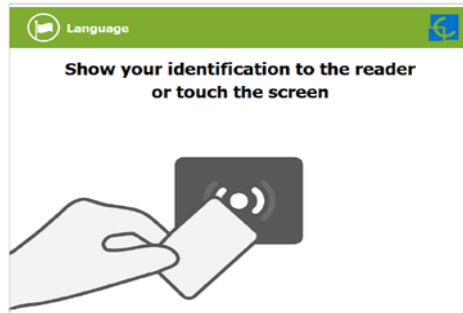 Language
Show your identification to the reader
or touch the screen